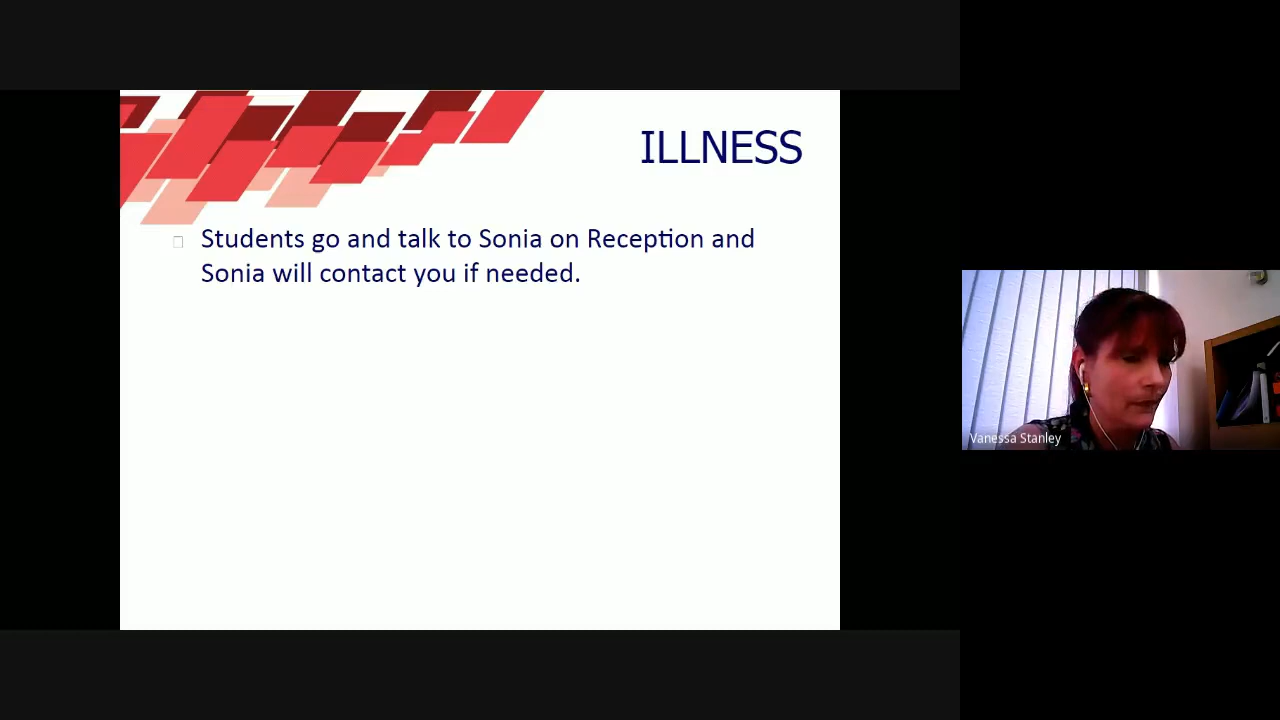 ILLNESS
Students go and talk to Sonia on Reception and
Sonia will contact you if needed.
Vanessa Stanley